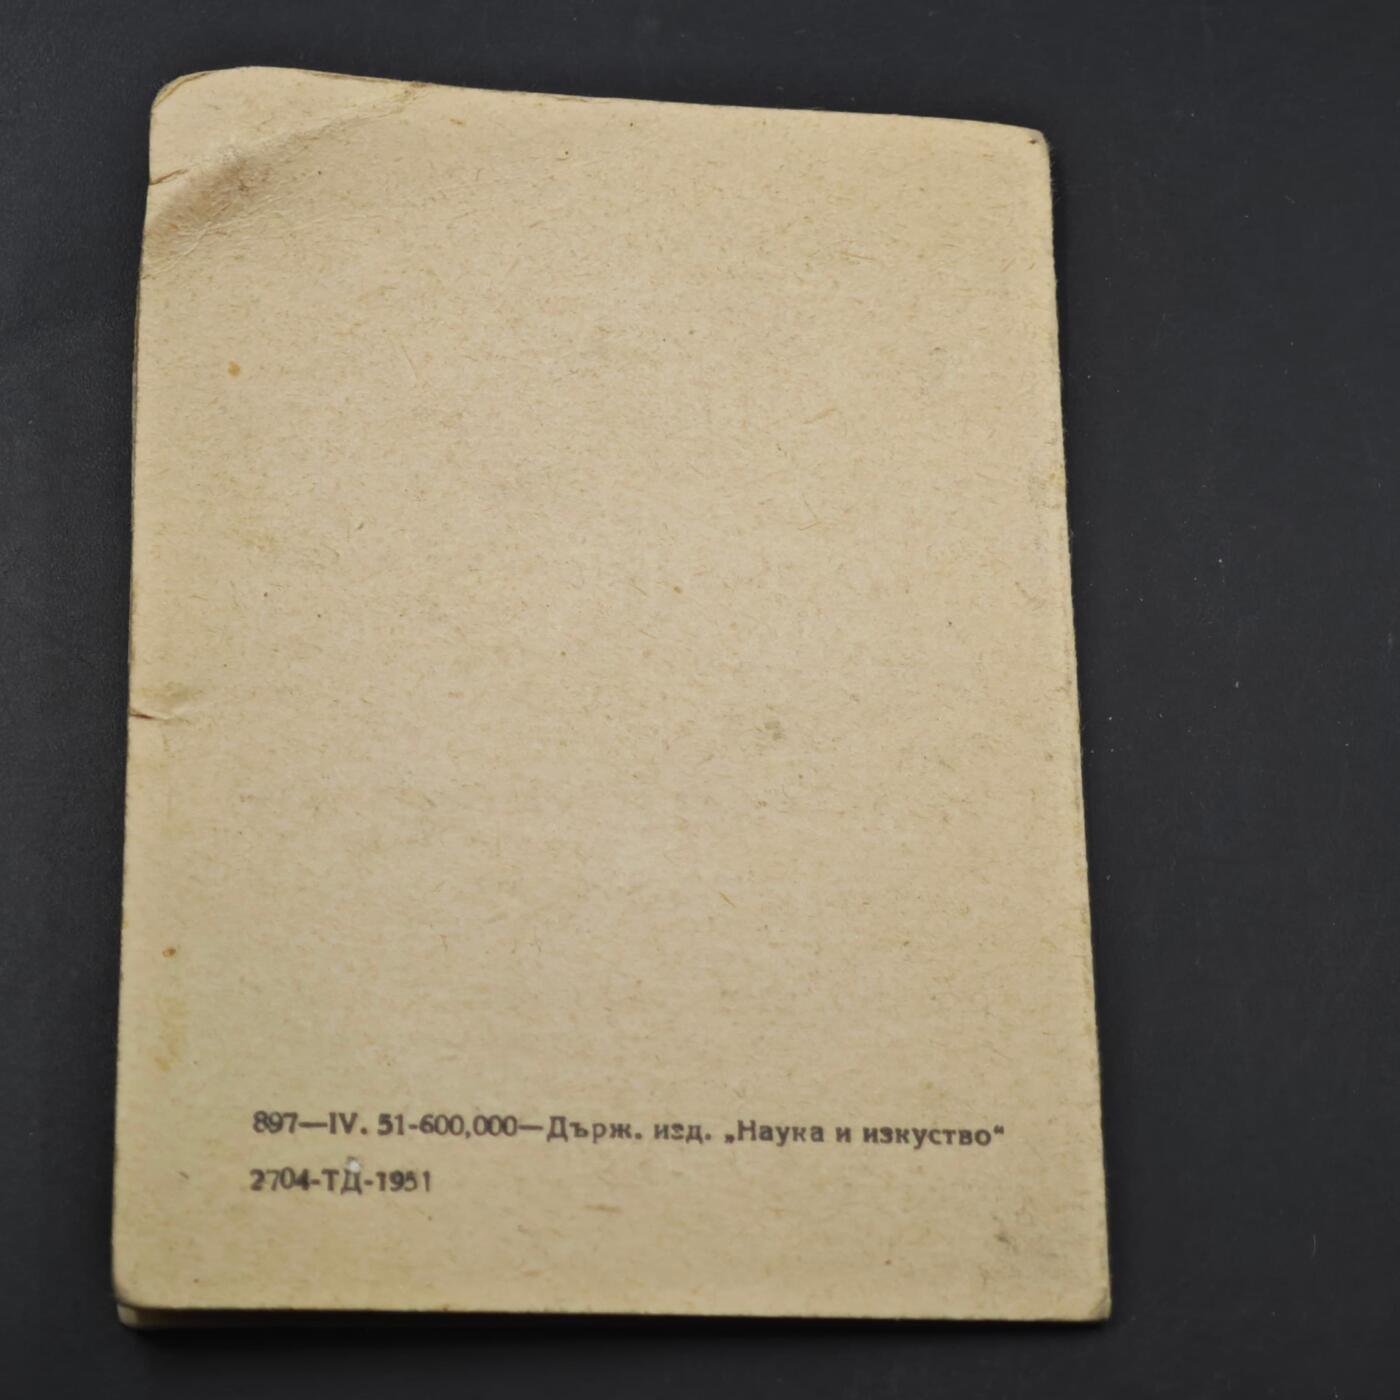 897—IV. 51-600,000—Държ. изд. „Наука и изкуство“
2704-ТД-1951